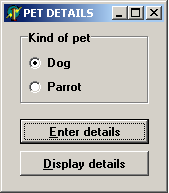 PET DETAILS
Kind of pet
Dog
Parrot
Enter details
Display details